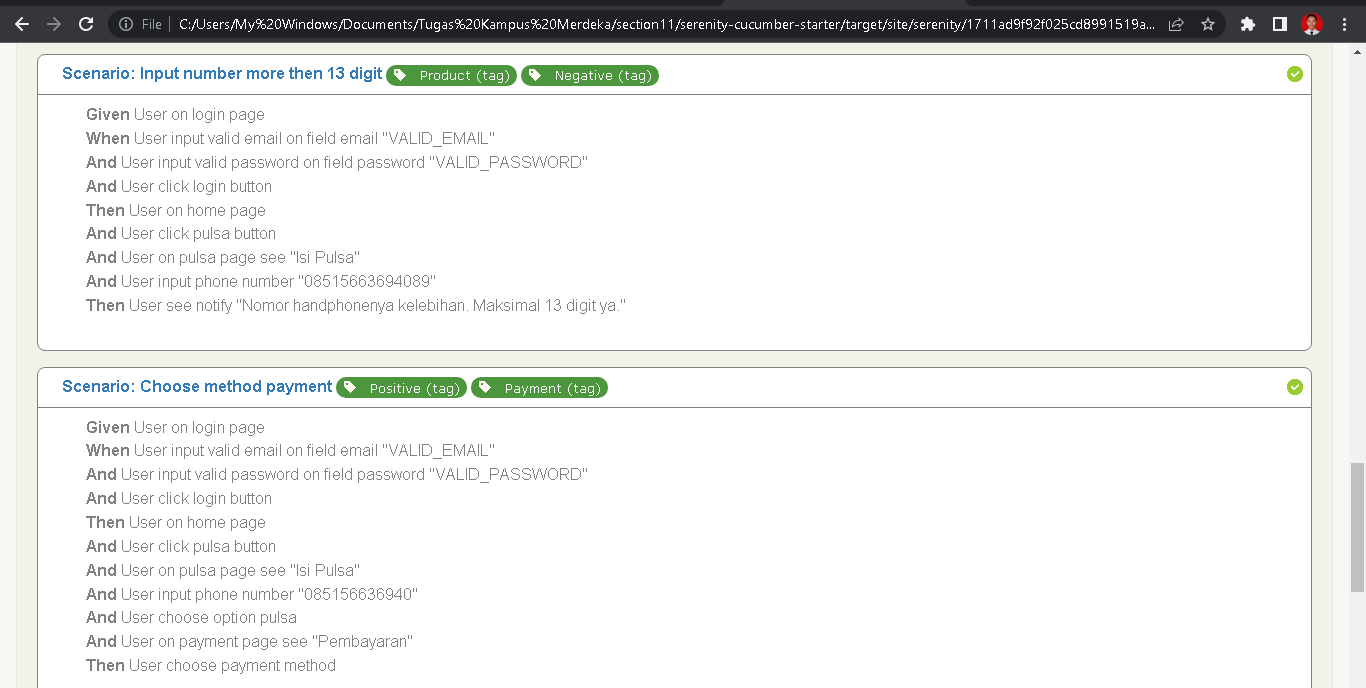 File C:/Users/My%20Windows/Documents/Tugas%20Kampus%20Merdeka/section11/serenity-cucumber-starter/target/site/serenity/1711ad9f92f025cd8991519a...
Scenario: Input number more then 13 digit Product (tag) Negative (tag)
Given User on login page
When User input valid email on field email "VALID_EMAIL"
And User input valid password on field password "VALID_PASSWORD"
And User click login button
Then User on home page
And User click pulsa button
And User on pulsa page see "Isi Pulsa"
And User input phone number "08515663694089"
Then User see notify "Nomor handphonenya kelebihan. Maksimal 13 digit ya."
Scenario: Choose method payment Positive (tag) Payment (tag)
Given User on login page
When User input valid email on field email "VALID_EMAIL"
And User input valid password on field password "VALID_PASSWORD"
And User click login button
Then User on home page
And User click pulsa button
And User on pulsa page see "Isi Pulsa"
And User input phone number "085156636940"
And User choose option pulsa
And User on payment page see "Pembayaran"
Then User choose payment method